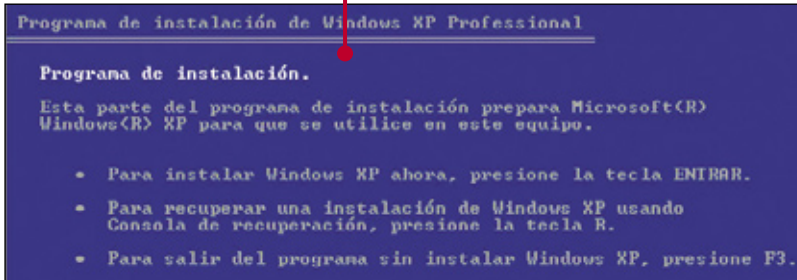 Programa de instalación de Windows XP Professional
Programa de instalación.
Esta parte del programa de instalación prepara Microsoft(R)
Windows(R) XP para que se utilice en este equipo.
• Para instalar Windows XP ahora, presione la tecla ENTRAR.
• Para recuperar una instalación de Windows XP usando
Consola de recuperación, presione la tecla R.
• Para salir del programa sin instalar Windows XP, presione F3.